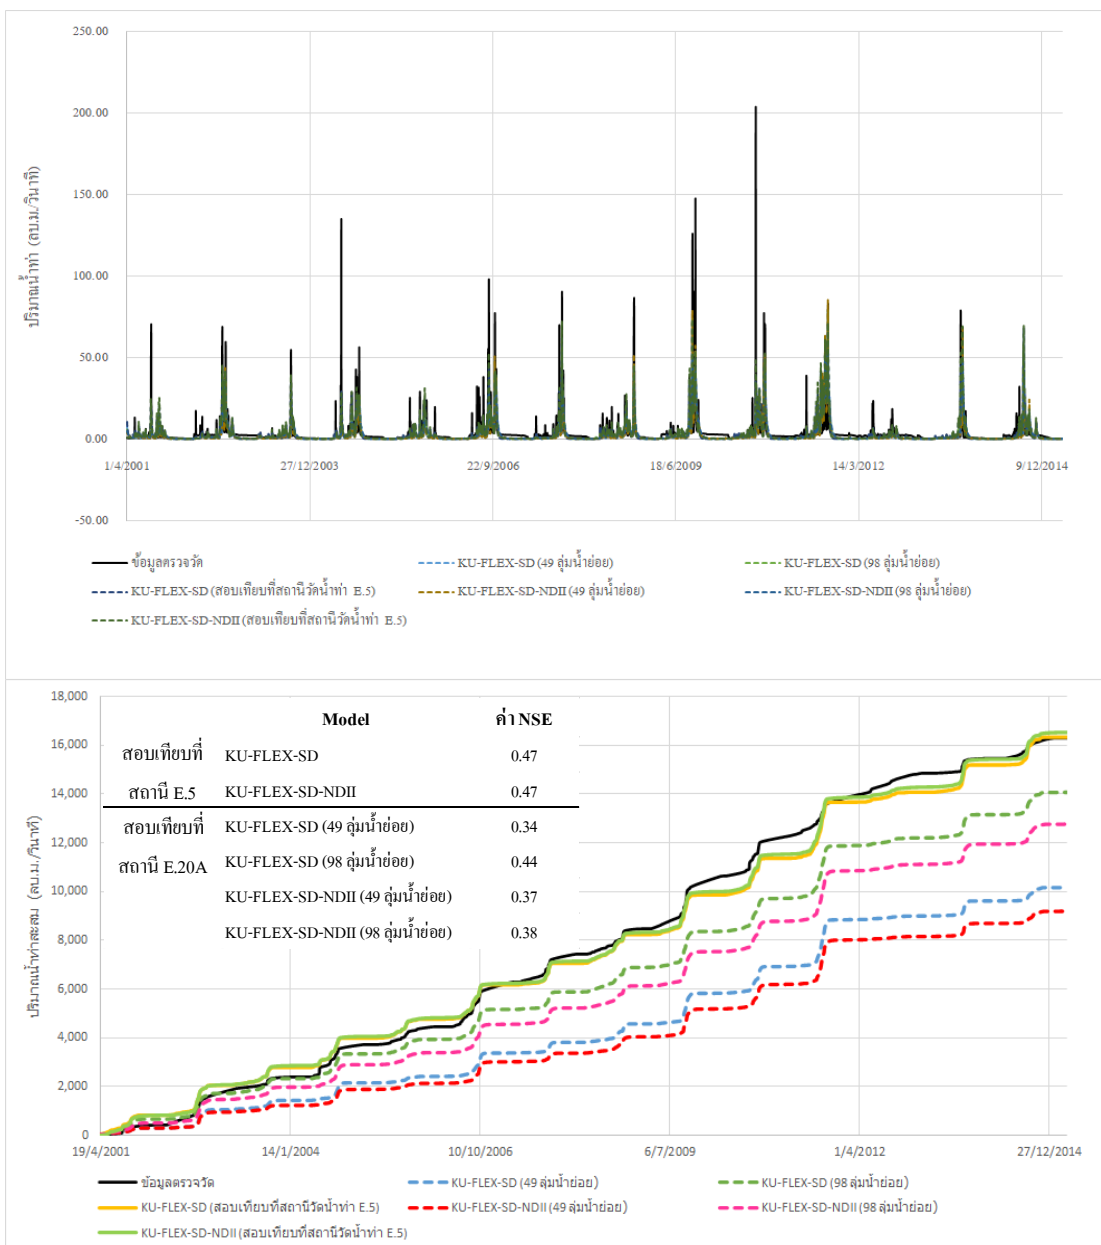 250.00
200.00
150.00
100.00
50.00
0.00
-50.00
ปริมาณน้ำท่า (ลบ.ม./วินาที)
1/4/2001 27/12/2003 22/9/2006 18/6/2009 14/3/2012 9/12/2014
ข้อมูลตรวจวัด KU-FLEX-SD (49 ลุ่มน้ำย่อย) KU-FLEX-SD (98 ลุ่มน้ำย่อย)
KU-FLEX-SD (สอบเทียบที่สถานีวัดน้ำท่า E.5) KU-FLEX-SD-NDII (49 ลุ่มน้ำย่อย) KU-FLEX-SD-NDII (98 ลุ่มน้ำย่อย)
KU-FLEX-SD-NDII (สอบเทียบที่สถานีวัดน้ำท่า E.5)
18,000
16,000
14,000
12,000
10,000
8,000
6,000
4,000
2,000
0
ปริมาณน้ำท่าสะสม (ลบ.ม./วินาที)
Model ค่า NSE
สอบเทียบที่ KU-FLEX-SD 0.47
สถานี E.5 KU-FLEX-SD-NDII 0.47
สอบเทียบที่ KU-FLEX-SD (49 ลุ่มน้ำย่อย) 0.34
สถานี E.20A KU-FLEX-SD (98 ลุ่มน้ำย่อย) 0.44
KU-FLEX-SD-NDII (49 ลุ่มน้ำย่อย) 0.37
KU-FLEX-SD-NDII (98 ลุ่มน้ำย่อย) 0.38
19/4/2001 14/1/2004 10/10/2006 6/7/2009 1/4/2012 27/12/2014
ข้อมูลตรวจวัด KU-FLEX-SD (49 ลุ่มน้ำย่อย) KU-FLEX-SD (98 ลุ่มน้ำย่อย)
KU-FLEX-SD (สอบเทียบที่สถานีวัดน้ำท่า E.5) KU-FLEX-SD-NDII (49 ลุ่มน้ำย่อย) KU-FLEX-SD-NDII (98 ลุ่มน้ำย่อย)
KU-FLEX-SD-NDII (สอบเทียบที่สถานีวัดน้ำท่า E.5)